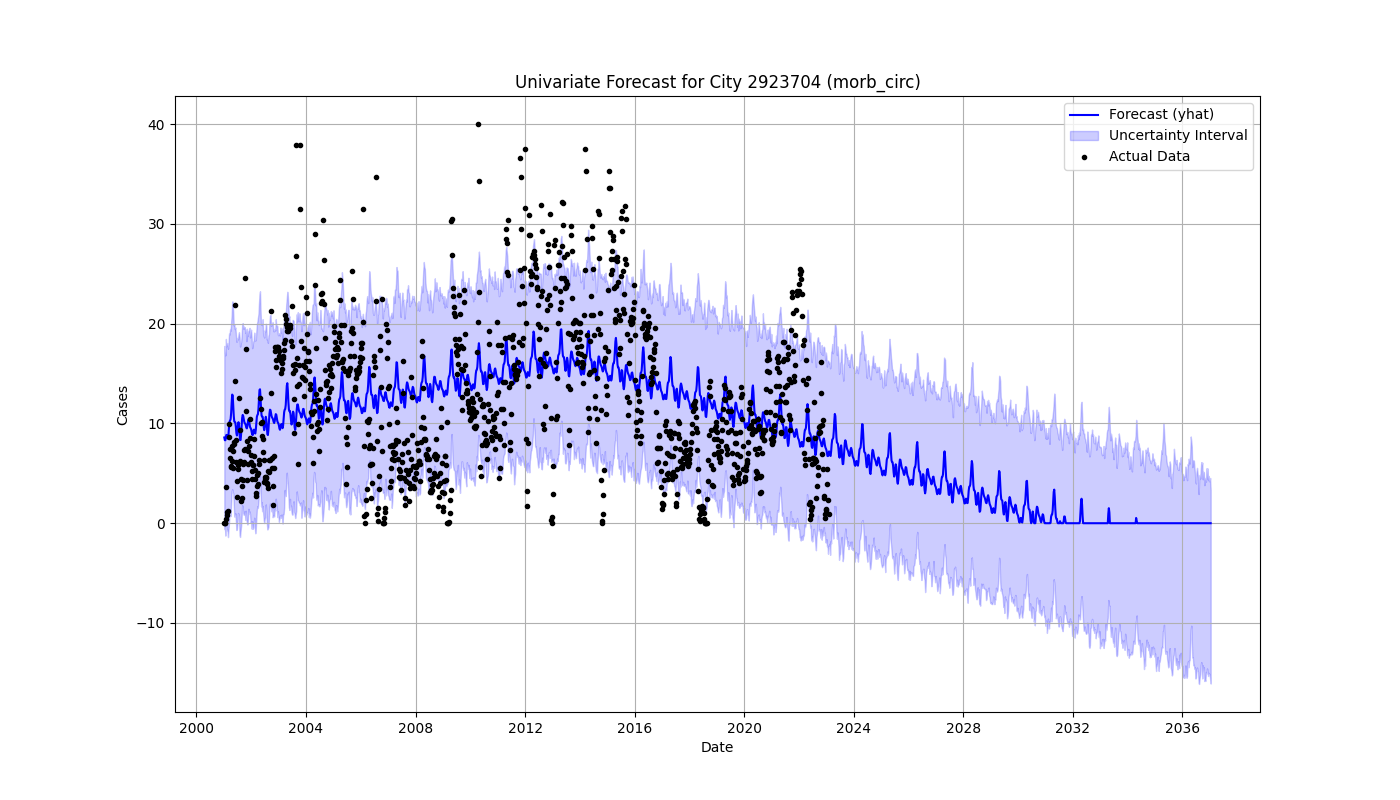 Univariate Forecast for City 2923704 (morb_circ)
Forecast (yhat)
Uncertainty Interval
Actual Data
Cases
40
30
20
10
0
−10
2000 2004 2008 2012 2016 2020 2024 2028 2032 2036
Date